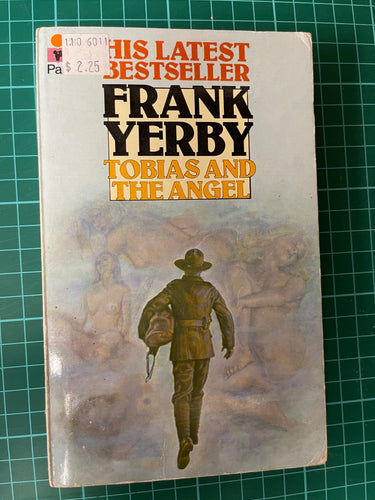 HIS LATEST
BESTSELLER
FRANK
YERBY
TOBIAS AND
THE ANGEL
Pa
$ 2.25